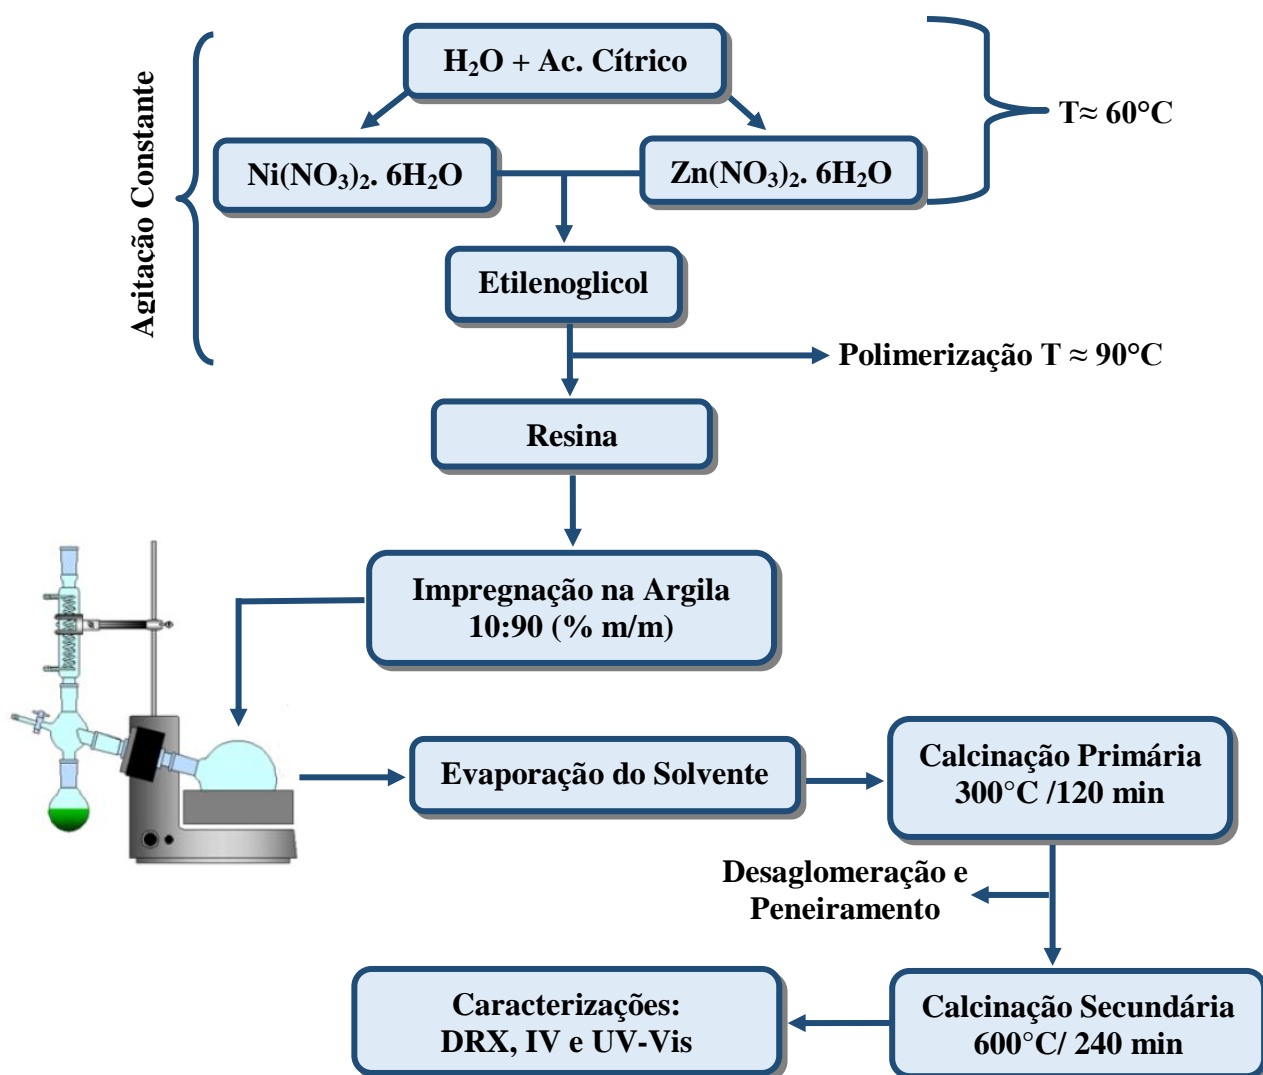 H₂O + Ac. Cítrico
Agitação Constante
T≈ 60°C
Ni(NO₃)₂. 6H₂O
Zn(NO₃)₂. 6H₂O
Etilenoglicol
Polimerização T ≈ 90°C
Resina
Impregnação na Argila
10:90 (% m/m)
Evaporação do Solvente
Calcinação Primária
300°C /120 min
Desaglomeração e
Peneiramento
Calcinação Secundária
600°C/ 240 min
Caracterizações:
DRX, IV e UV-Vis